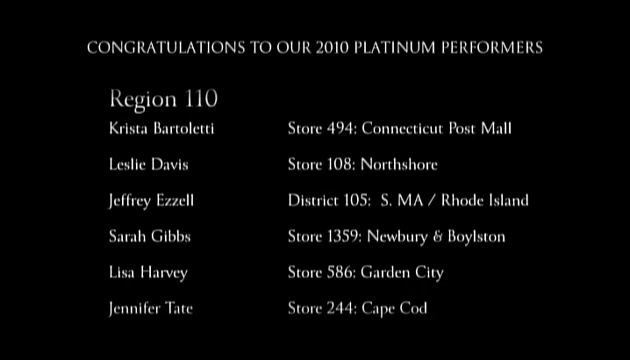 CONGRATULATIONS TO OUR 2010 PLATINUM PERFORMERS
Region 110
Krista Bartoletti Store 494: Connecticut Post Mall
Leslie Davis Store 108: Northshore
Jeffrey Ezzell District 105: S. MA / Rhode Island
Sarah Gibbs Store 1359: Newbury & Boylston
Lisa Harvey Store 586: Garden City
Jennifer Tate Store 244: Cape Cod